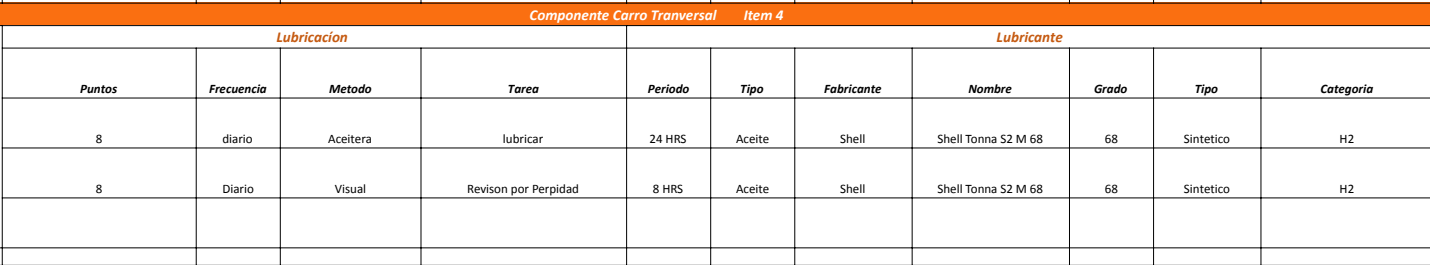 Componente Carro Tranversal Item 4
Lubricacíon Lubricante
Puntos Frecuencia Metodo Tarea Periodo Tipo Fabricante Nombre Grado Tipo Categoria
8 diario Aceitera lubricar 24 HRS Aceite Shell Shell Tonna S2 M 68 68 Sintetico H2
8 Diario Visual Revison por Perpidad 8 HRS Aceite Shell Shell Tonna S2 M 68 68 Sintetico H2